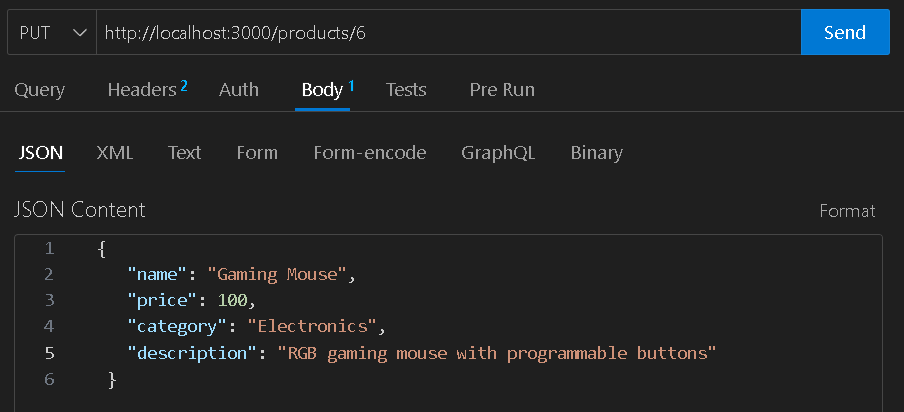 PUT http://localhost:3000/products/6 Send
Query Headers 2 Auth Body 1 Tests Pre Run
JSON XML Text Form Form-encode GraphQL Binary
JSON Content Format
1 {
2 "name": "Gaming Mouse",
3 "price": 100,
4 "category": "Electronics",
5 "description": "RGB gaming mouse with programmable buttons"
6 }